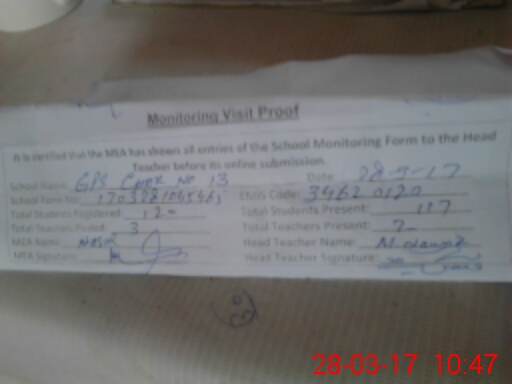 Monitoring Visit Proof
It is certified that the MEA has shown all entries of the School Monitoring Form to the Head
Teacher before its online submission.
School Name: GPS Chak No 13 Date 28-3-17
School Form No: EMIS Code: 34620120
Total Students Registered: 120 Total Students Present: 117
Total Teachers Posted: 3 Total Teachers Present: 2
MEA Name: Head Teacher Name: M
MEA Signature: Head Teacher Signature:
28-03-17 10:47